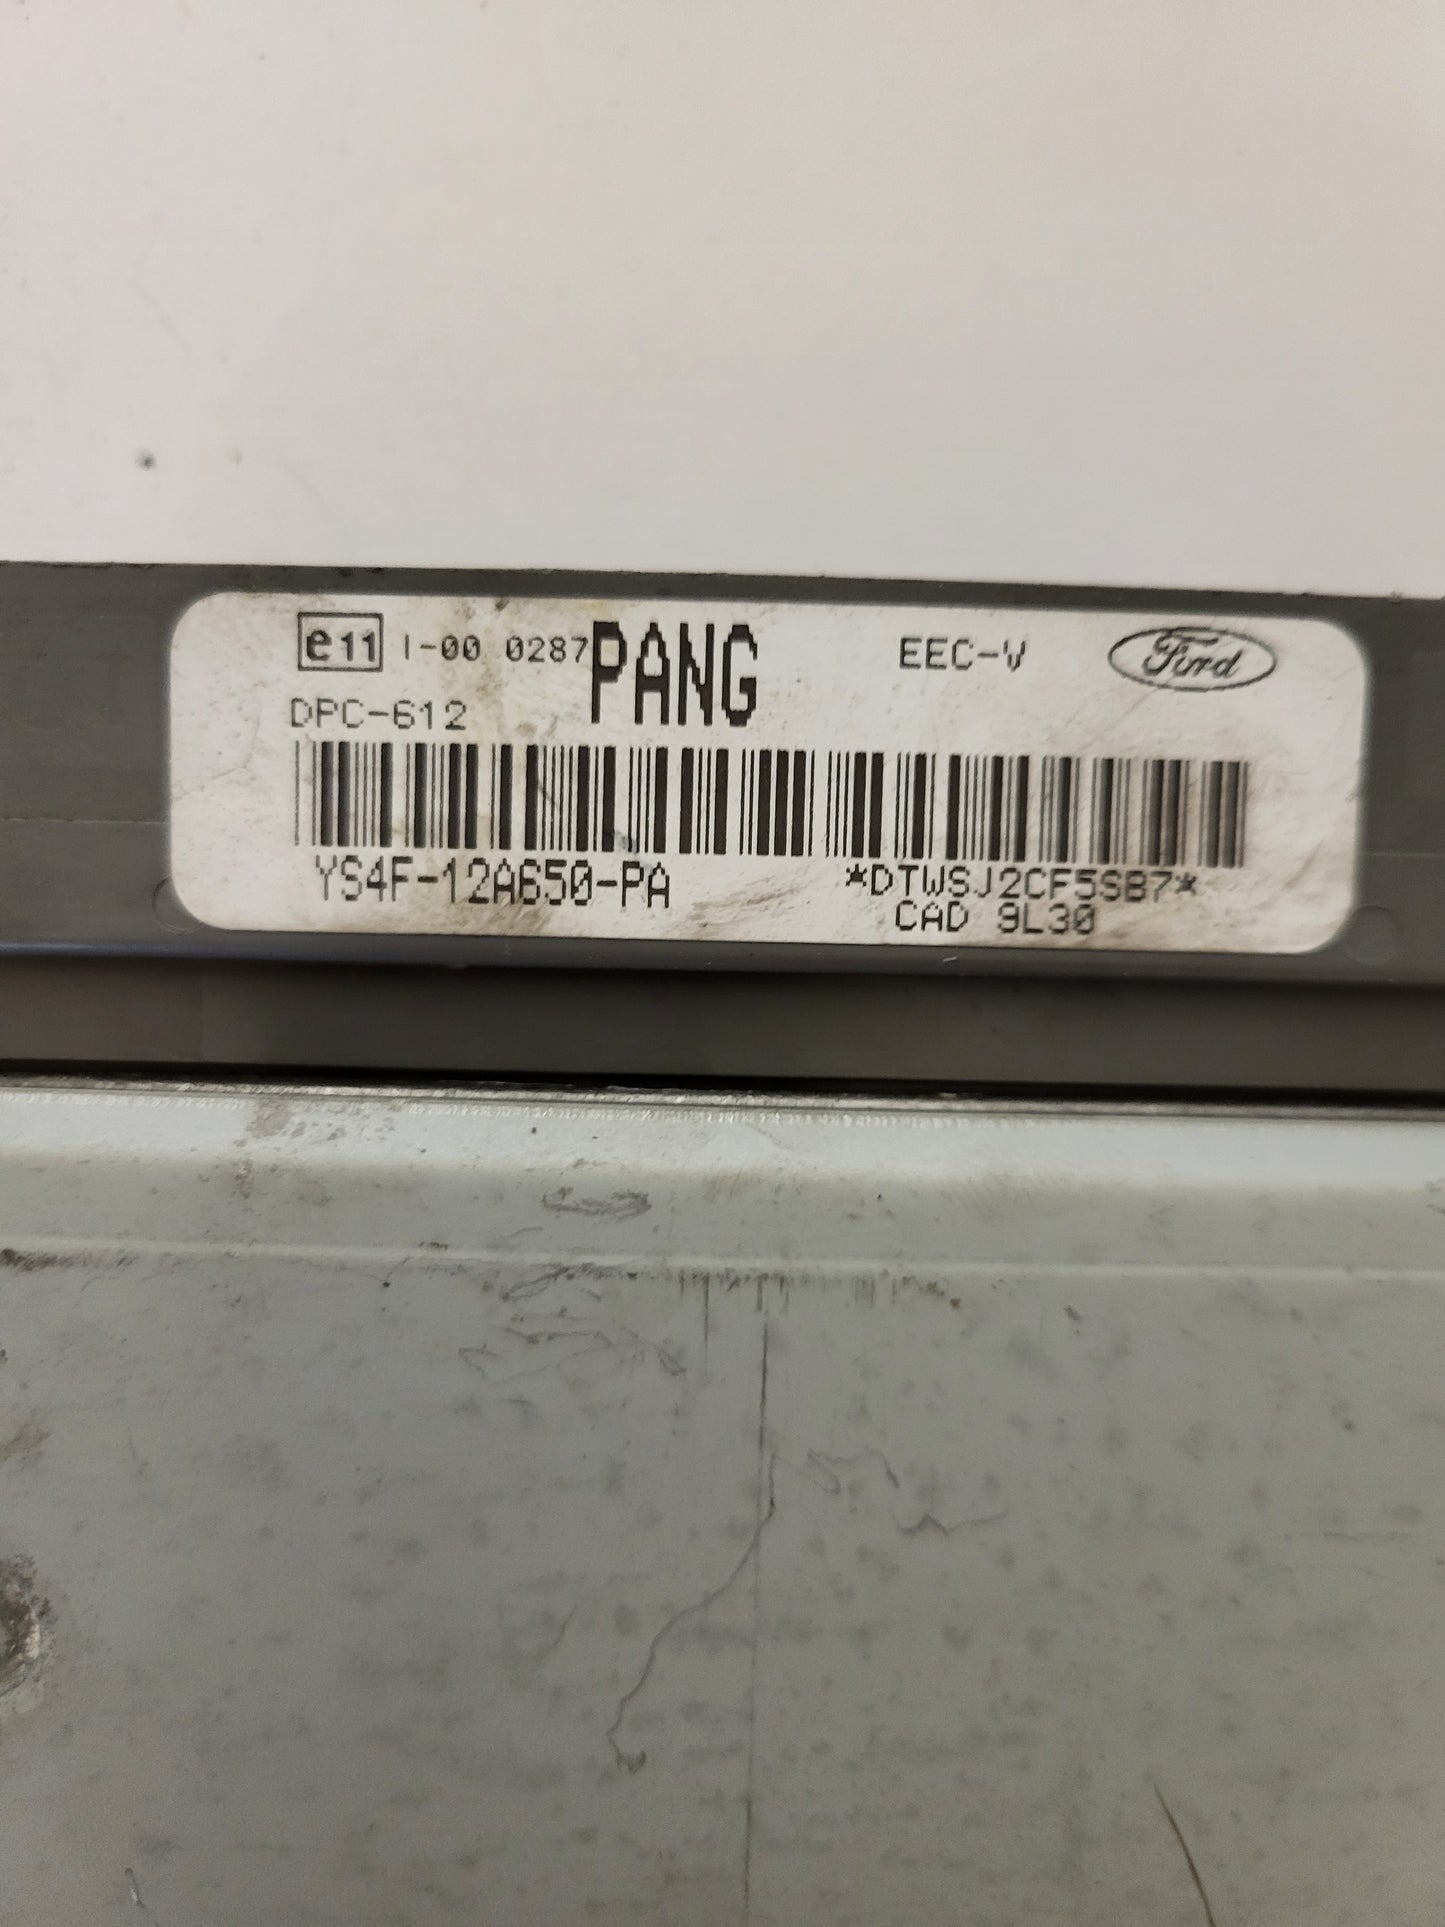 e11 I-00 0287 PANG EEC-V Ford
DPC-612
YS4F-12A650-PA *DTWSJ2CF5SB7*
CAD 9L30